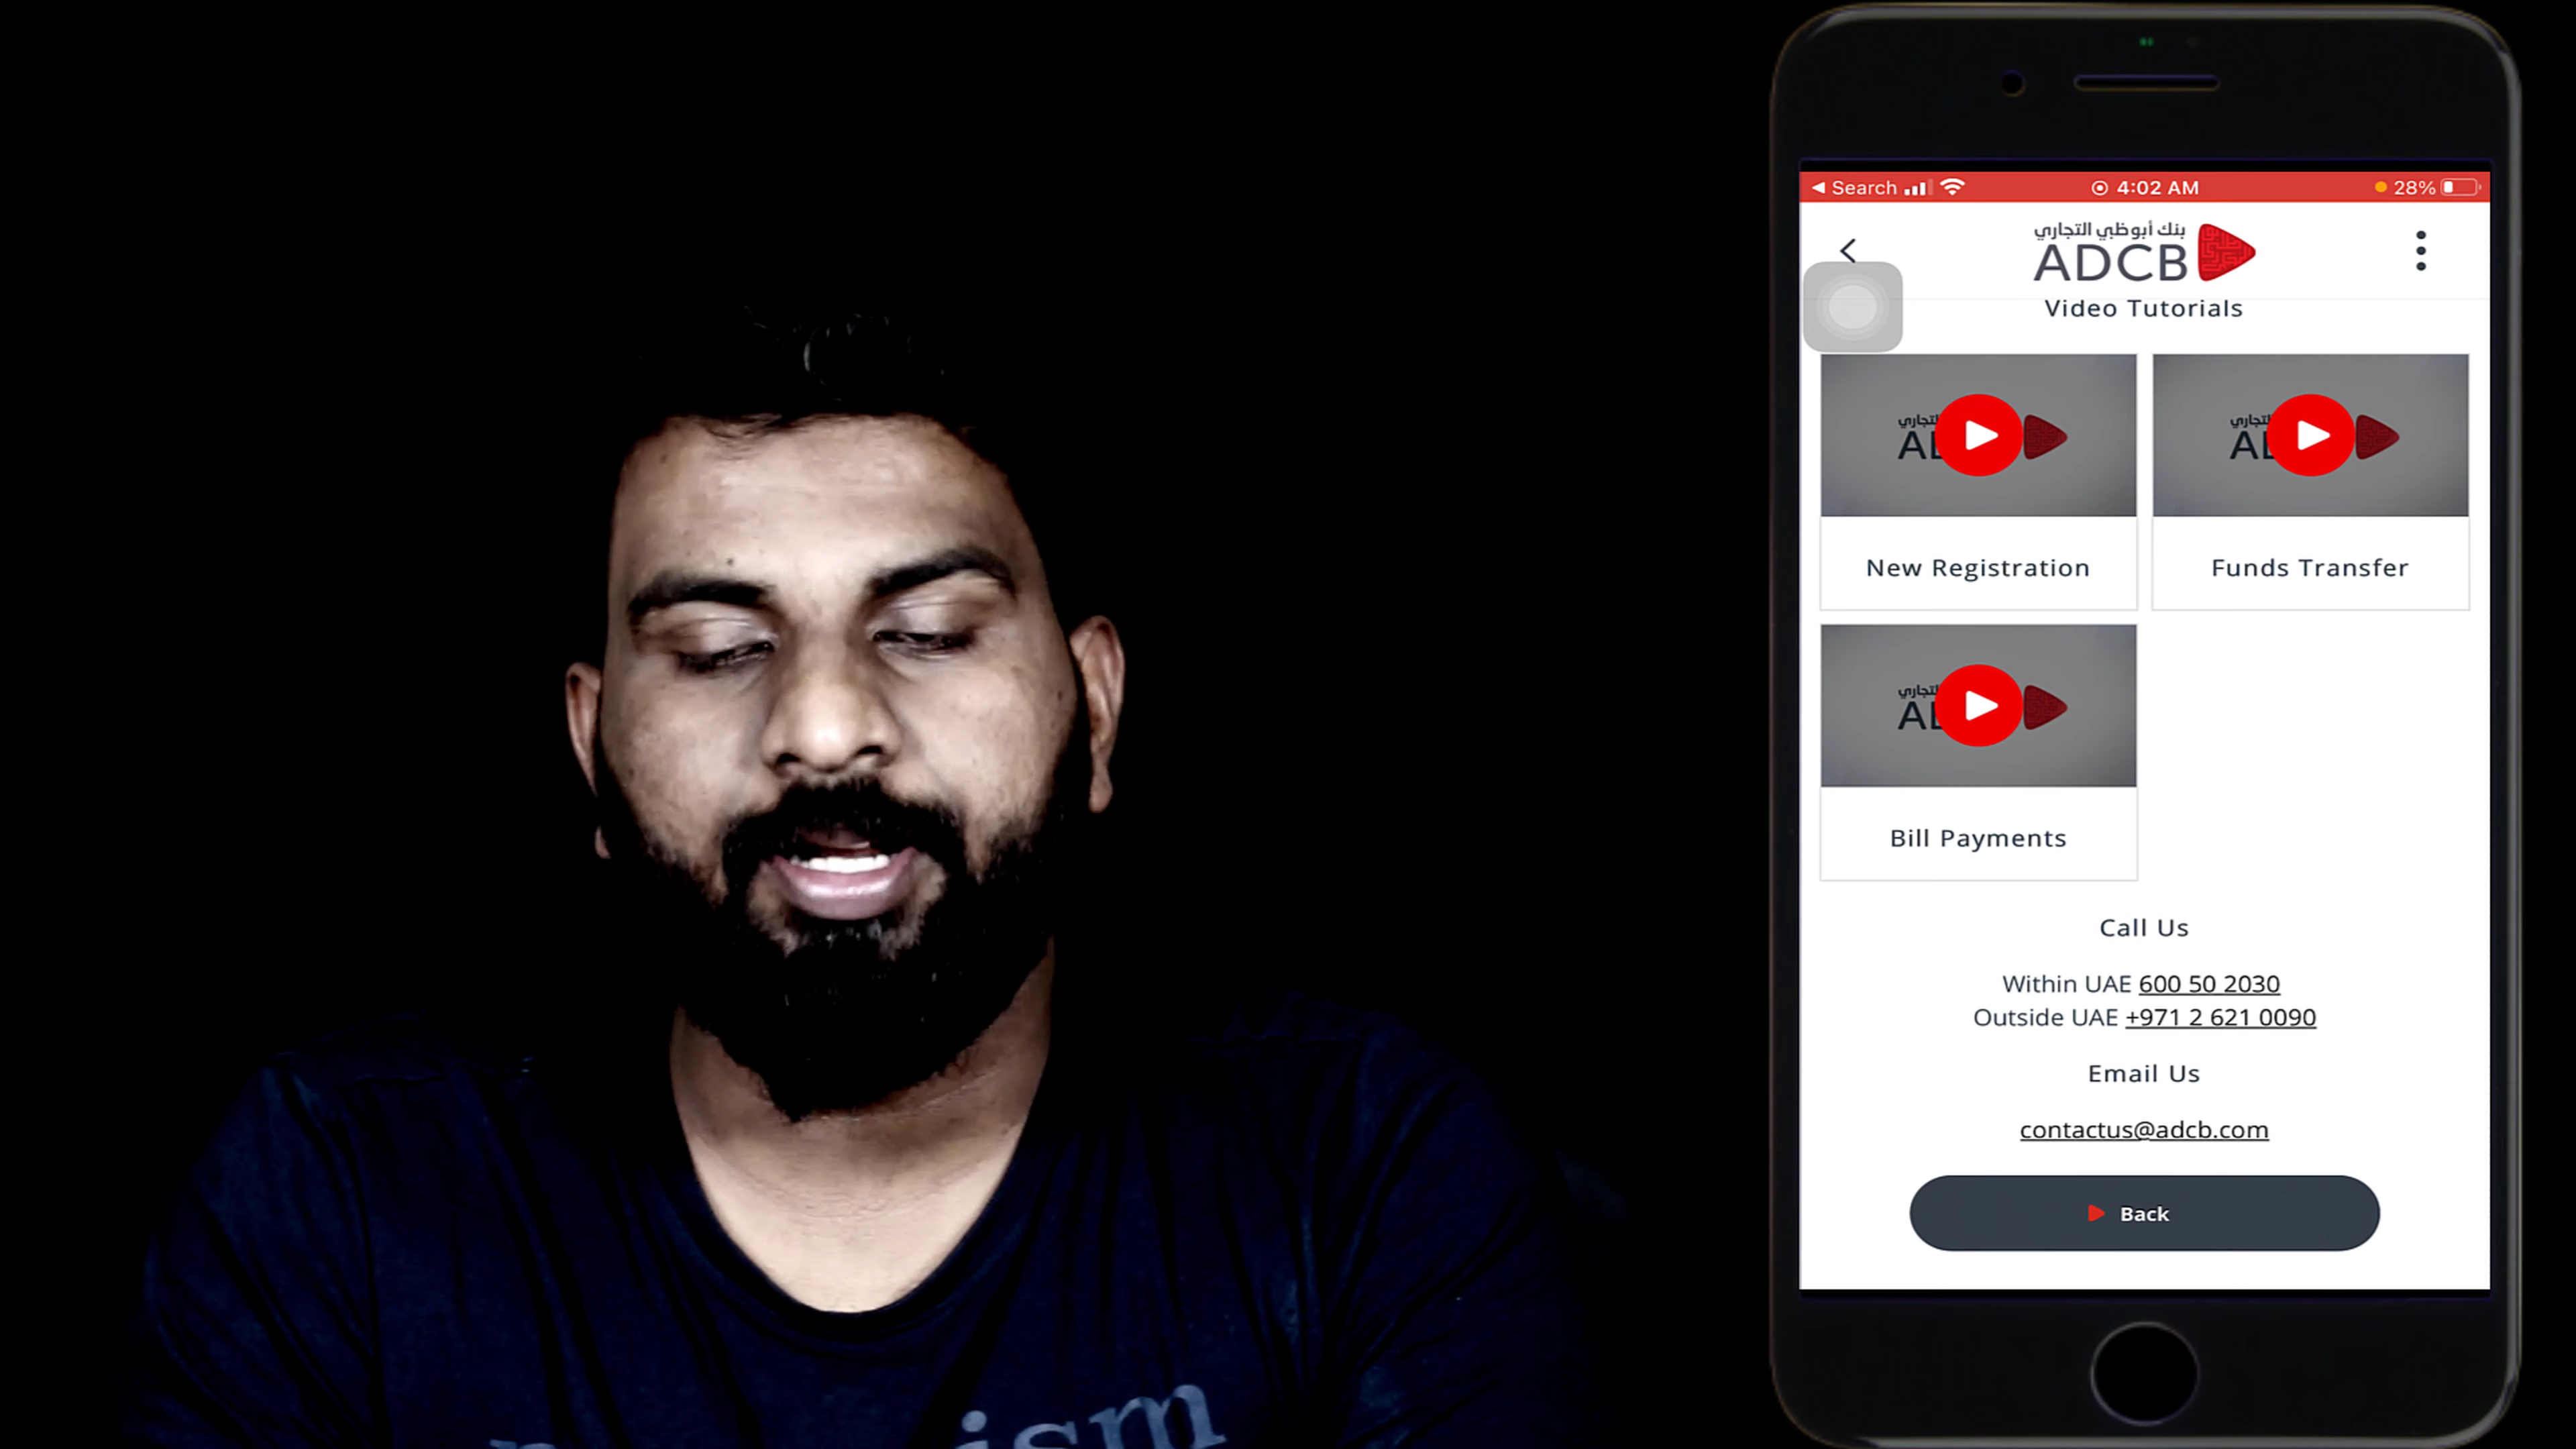 Search
4:02 AM
28%
بنك أبوظبي التجاري
ADCB
Video Tutorials
New Registration
Funds Transfer
Bill Payments
Call Us
Within UAE 600 50 2030
Outside UAE +971 2 621 0090
Email Us
contactus@adcb.com
Back